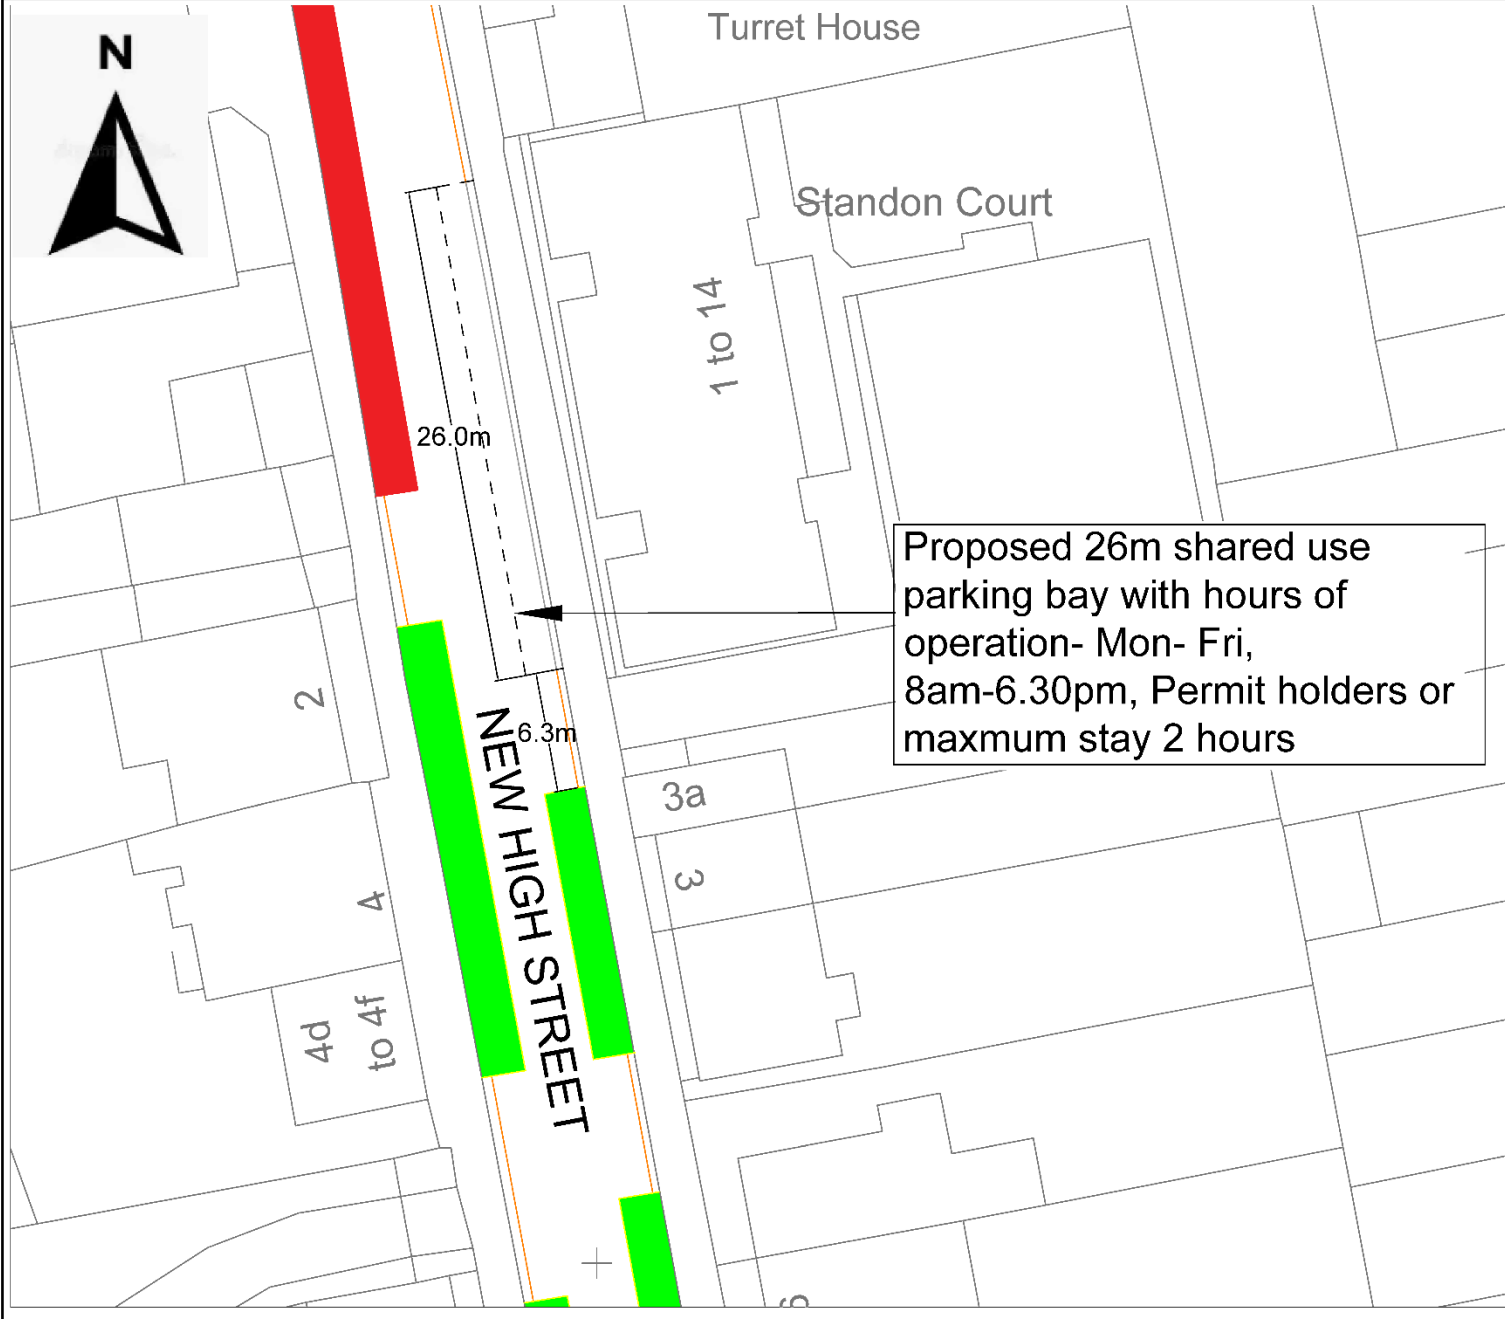 N
Turret House
Standon Court
1 to 14
26.0m
Proposed 26m shared use
parking bay with hours of
operation- Mon- Fri,
8am-6.30pm, Permit holders or
maxmum stay 2 hours
2
6.3m
NEW HIGH STREET
3a
3
4
4d
to 4f